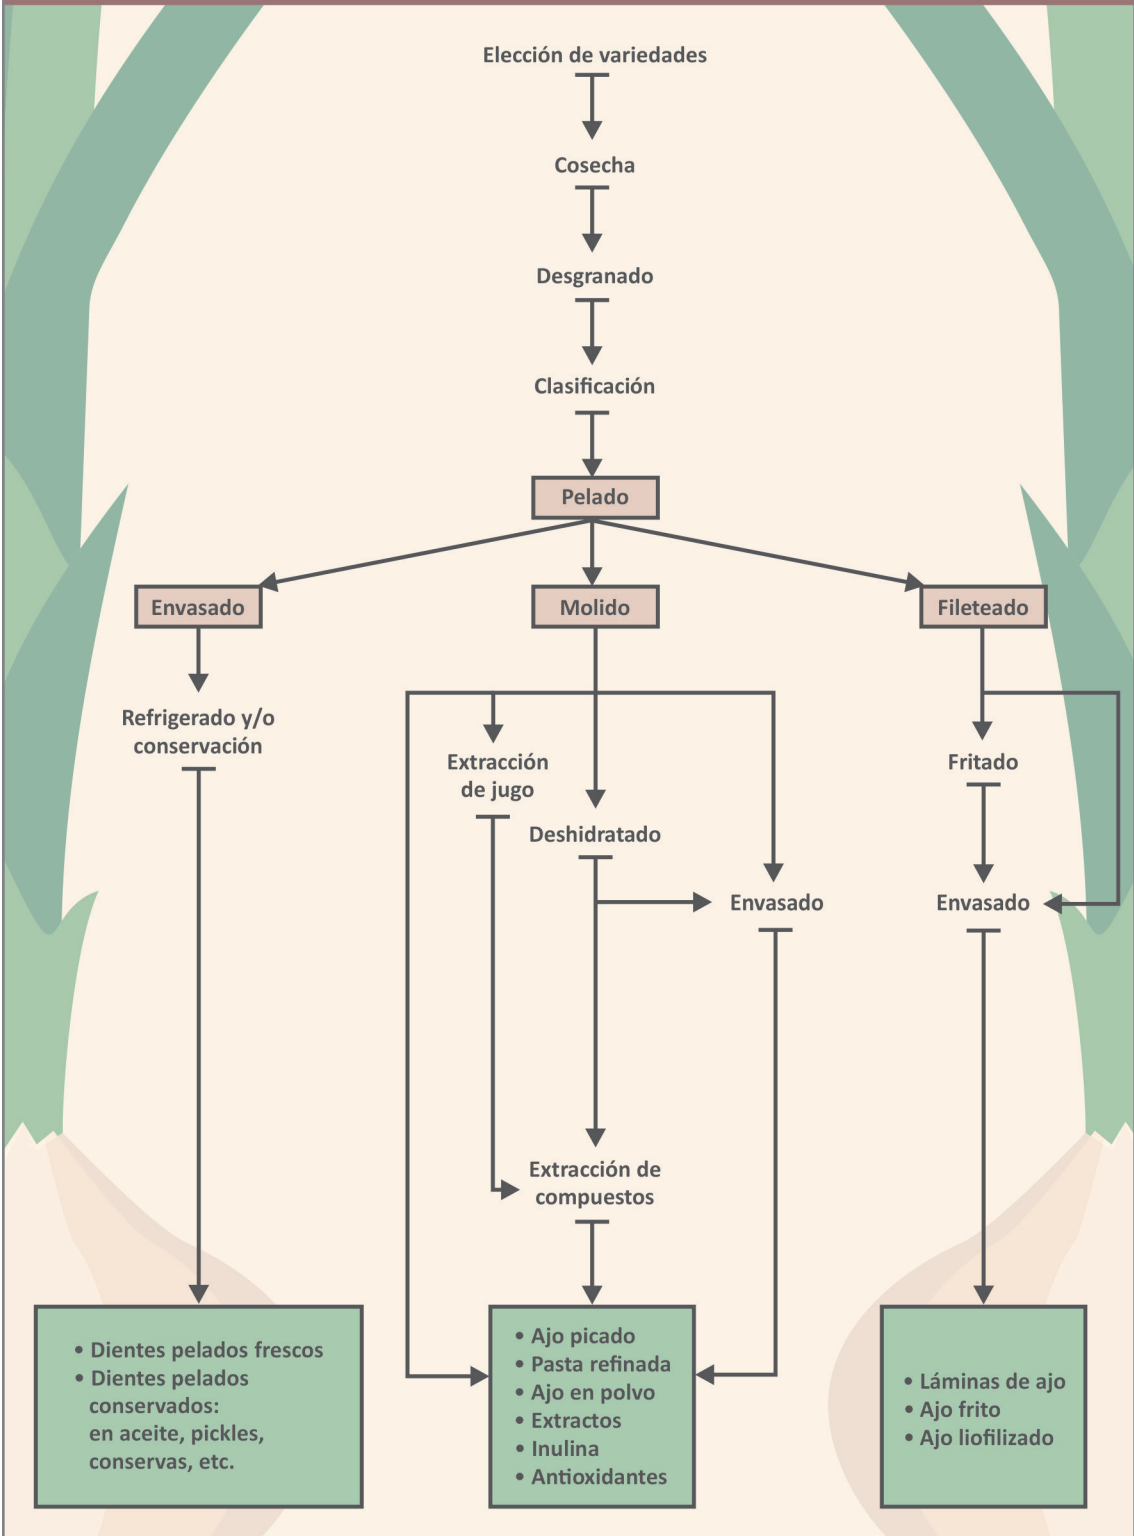 Elección de variedades
Cosecha
Desgranado
Clasificación
Pelado
Envasado
Molido
Fileteado
Refrigerado y/o
conservación
Extracción
de jugo
Deshidratado
Envasado
Fritado
Envasado
Extracción de
compuestos
• Dientes pelados frescos
• Dientes pelados
conservados:
en aceite, pickles,
conservas, etc.
• Ajo picado
• Pasta refinada
• Ajo en polvo
• Extractos
• Inulina
• Antioxidantes
• Láminas de ajo
• Ajo frito
• Ajo liofilizado